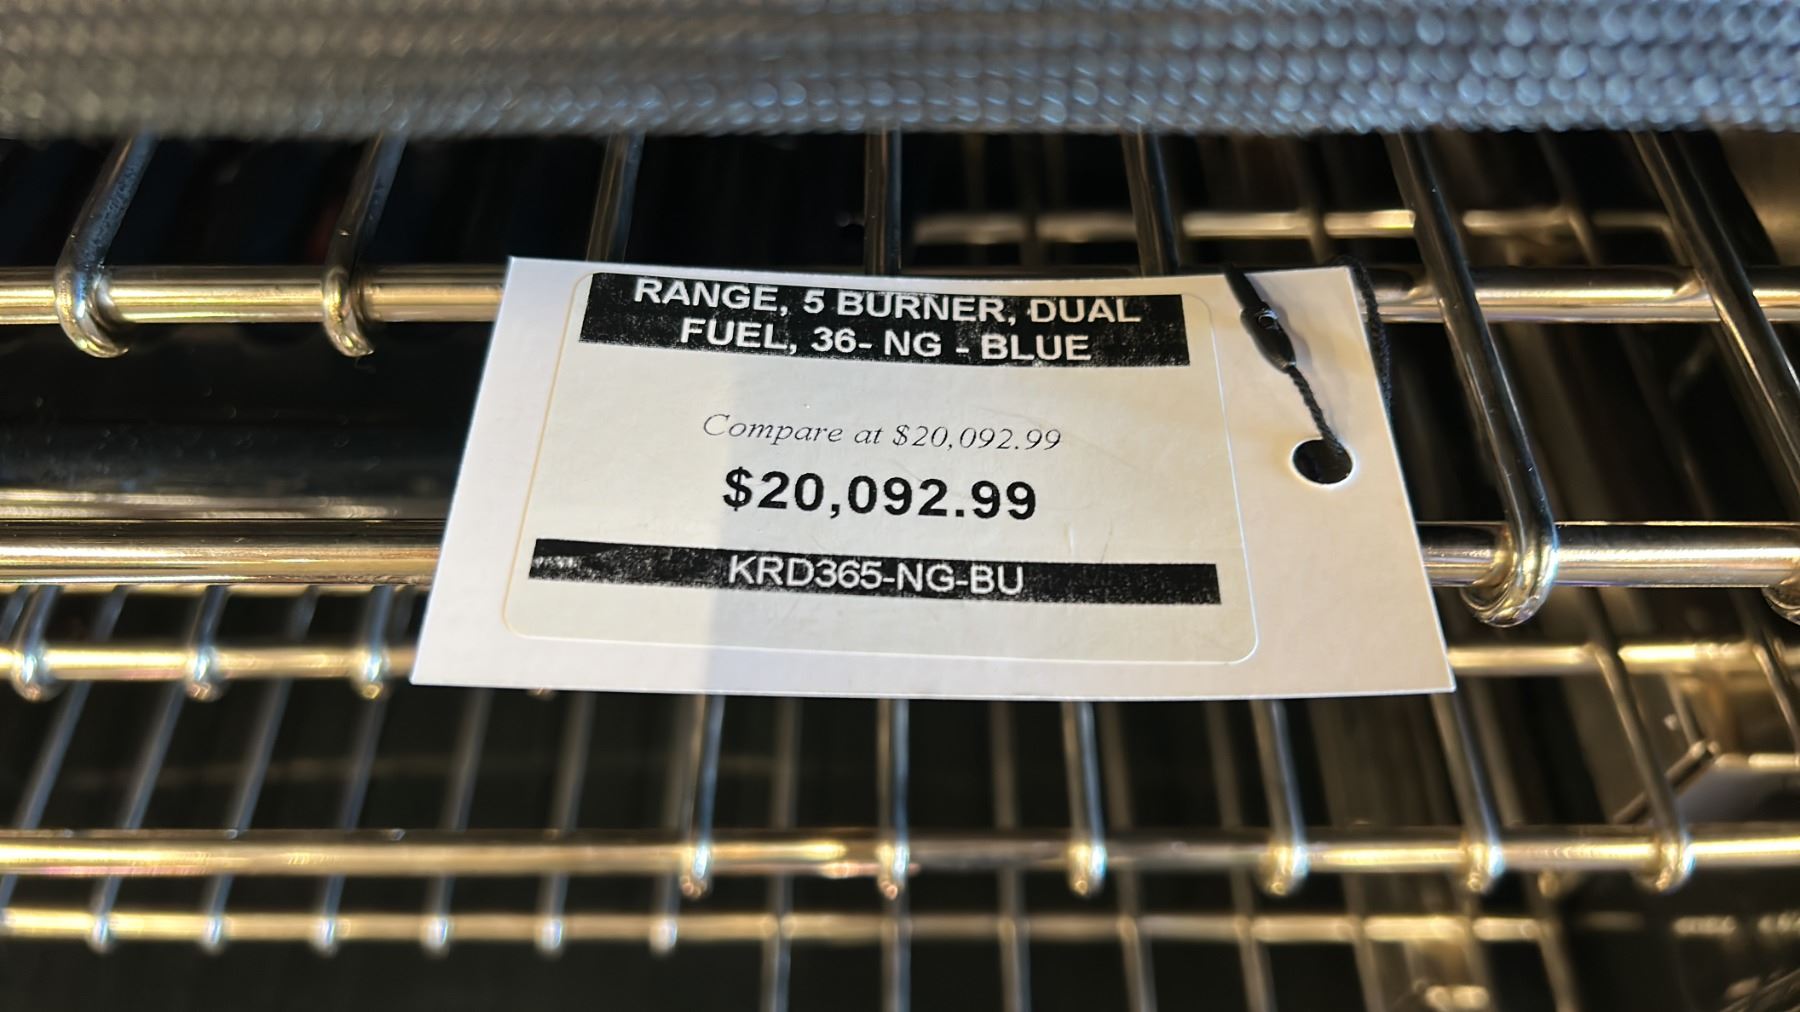 RANGE, 5 BURNER, DUAL
FUEL, 36- NG - BLUE
Compare at $20,092.99
$20,092.99
KRD365-NG-BU